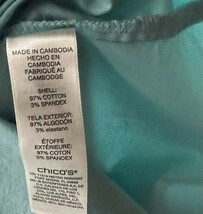 MADE IN CAMBODIA
HECHO EN
CAMBODIA
FABRIQUÉ AU
CAMBODGE
SHELL:
97% COTTON
3% SPANDEX
TELA EXTERIOR:
97% ALGODÓN
3% elastano
ÉTOFFE
EXTÉRIEURE:
97% COTON
3% SPANDEX
chico's